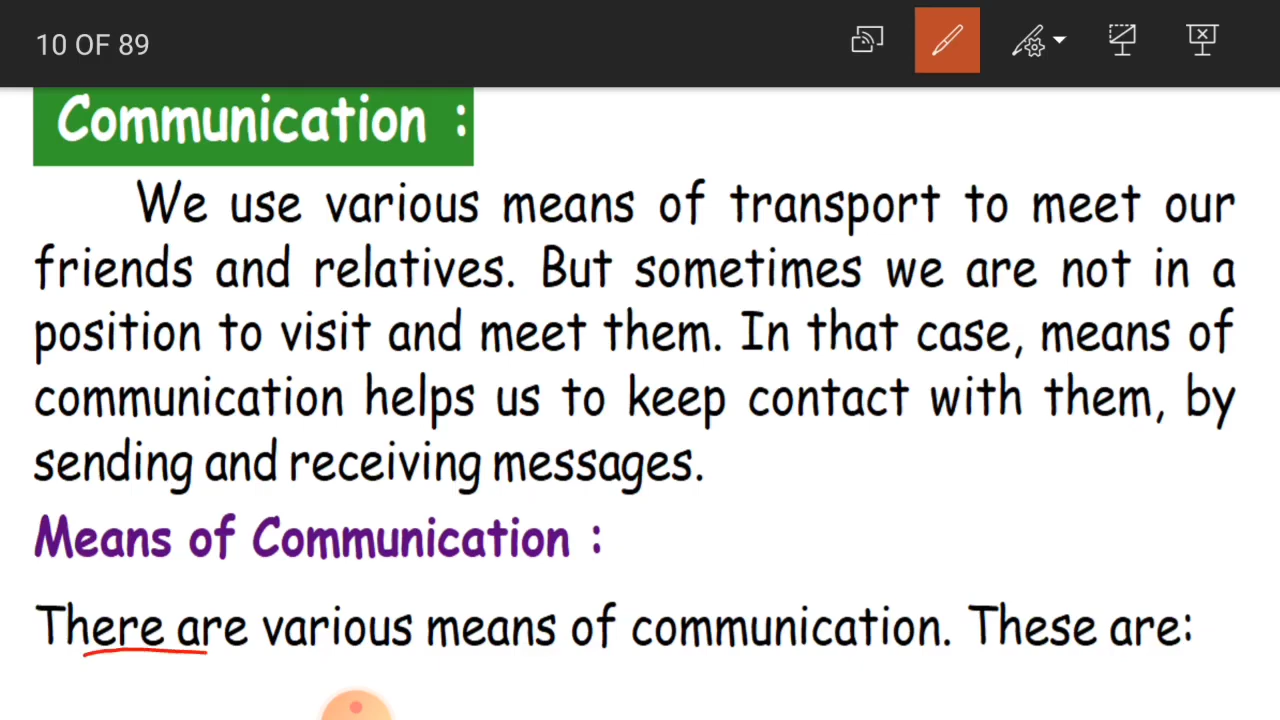 10 OF 89
Communication :
We use various means of transport to meet our
friends and relatives. But sometimes we are not in a
position to visit and meet them. In that case, means of
communication helps us to keep contact with them, by
sending and receiving messages.
Means of Communication :
There are various means of communication. These are: